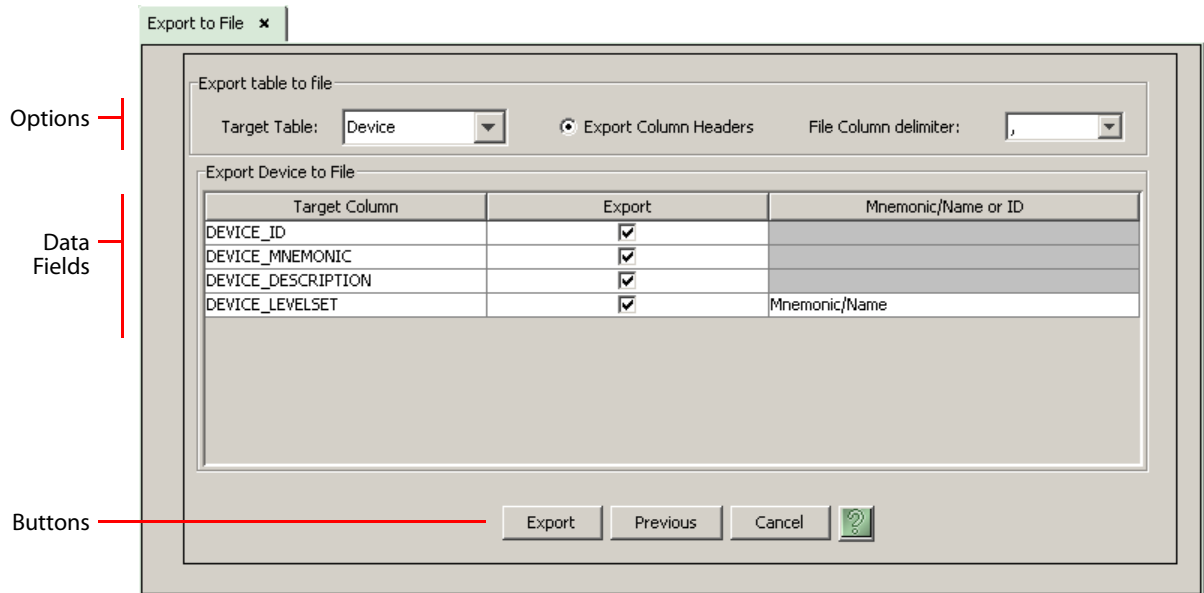 Export to File ×
Export table to file
Options
Target Table: Device Export Column Headers File Column delimiter: ,
Export Device to File
Target Column Export Mnemonic/Name or ID
DEVICE_ID
DEVICE_MNEMONIC
Data
Fields
DEVICE_DESCRIPTION
DEVICE_LEVELSET Mnemonic/Name
Buttons
Export Previous Cancel ?